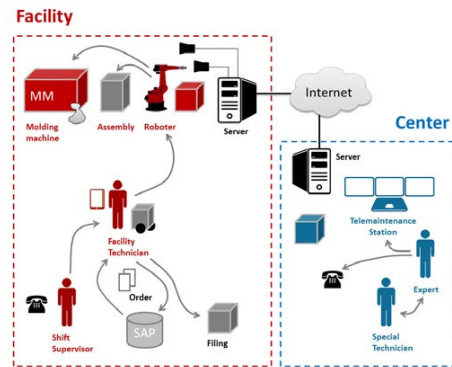 Facility
MM
Molding
machine
Assembly
Roboter
Server
Internet
Center
Server
Telemaintenance
Station
Facility
Technician
Order
SAP
Shift
Supervisor
Filing
Expert
Special
Technician